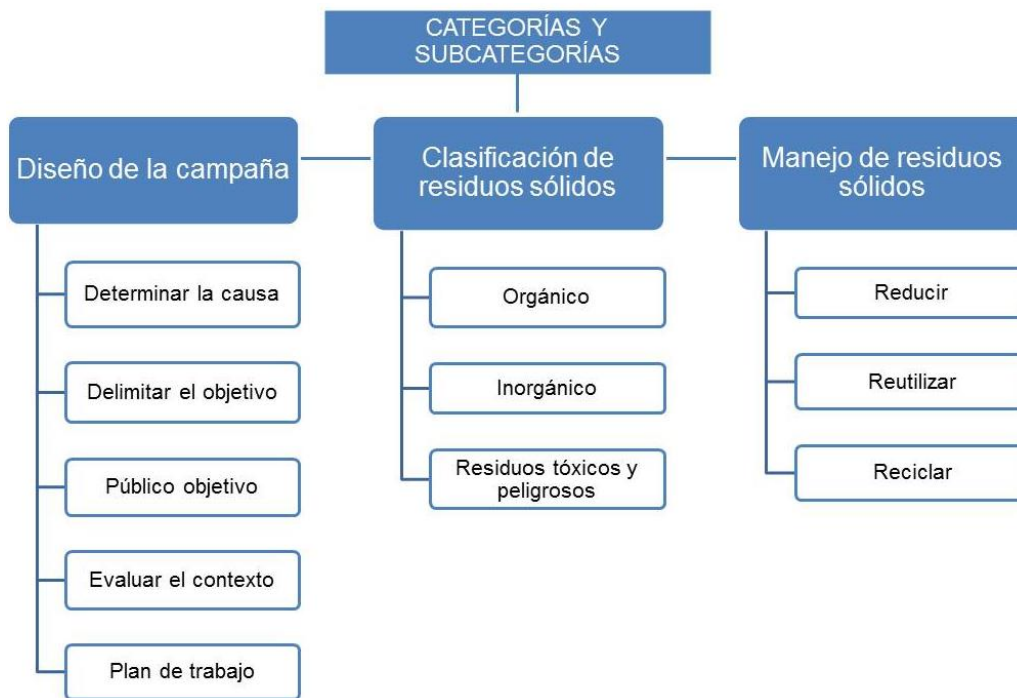 CATEGORÍAS Y
SUBCATEGORÍAS
Diseño de la campaña
Determinar la causa
Delimitar el objetivo
Público objetivo
Evaluar el contexto
Plan de trabajo
Clasificación de
residuos sólidos
Orgánico
Inorgánico
Residuos tóxicos y
peligrosos
Manejo de residuos
sólidos
Reducir
Reutilizar
Reciclar